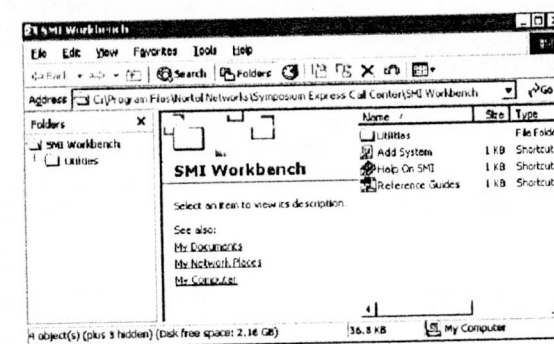 SMI Workbench
File Edit View Favorites Tools Help
Back Search Folders
Address C:\Program Files\Nortel Networks\Symposium Express Call Center\SMI Workbench Go
Folders
SMI Workbench
Utilities
SMI Workbench
Select an item to view its description.
See also:
My Documents
My Network Places
My Computer
Name / Size Type
Utilities File Folde
Add System 1 KB Shortcut
Help On SMI 1 KB Shortcut
Reference Guides 1 KB Shortcut
4 object(s) (plus 3 hidden) (Disk free space: 2.16 GB) 36.8 KB My Computer